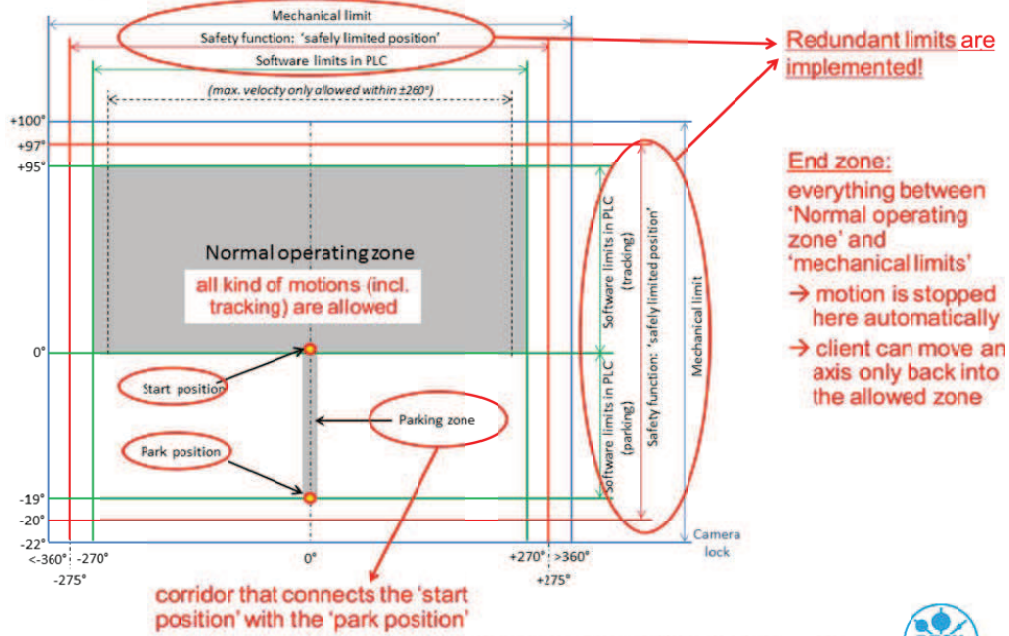 Mechanical limit
Safety function: 'safely limited position'
Software limits in PLC
(max. velocity only allowed within ±260°)
Redundant limits are
implemented!
+100°
+97°
+95°
End zone:
everything between
'Normal operating
zone' and
'mechanical limits'
→ motion is stopped
here automatically
→ client can move an
axis only back into
the allowed zone
Normal operating zone
all kind of motions (incl.
tracking) are allowed
Software limits in PLC
(tracking)
Safety function: 'safely limited position'
Mechanical limit
0°
Start position
Parking zone
Park position
Software limits in PLC
(parking)
-19°
-20°
-22°
Camera
lock
<-360° -270° 0° +270° >360°
-275° +275°
corridor that connects the 'start
position' with the 'park position'